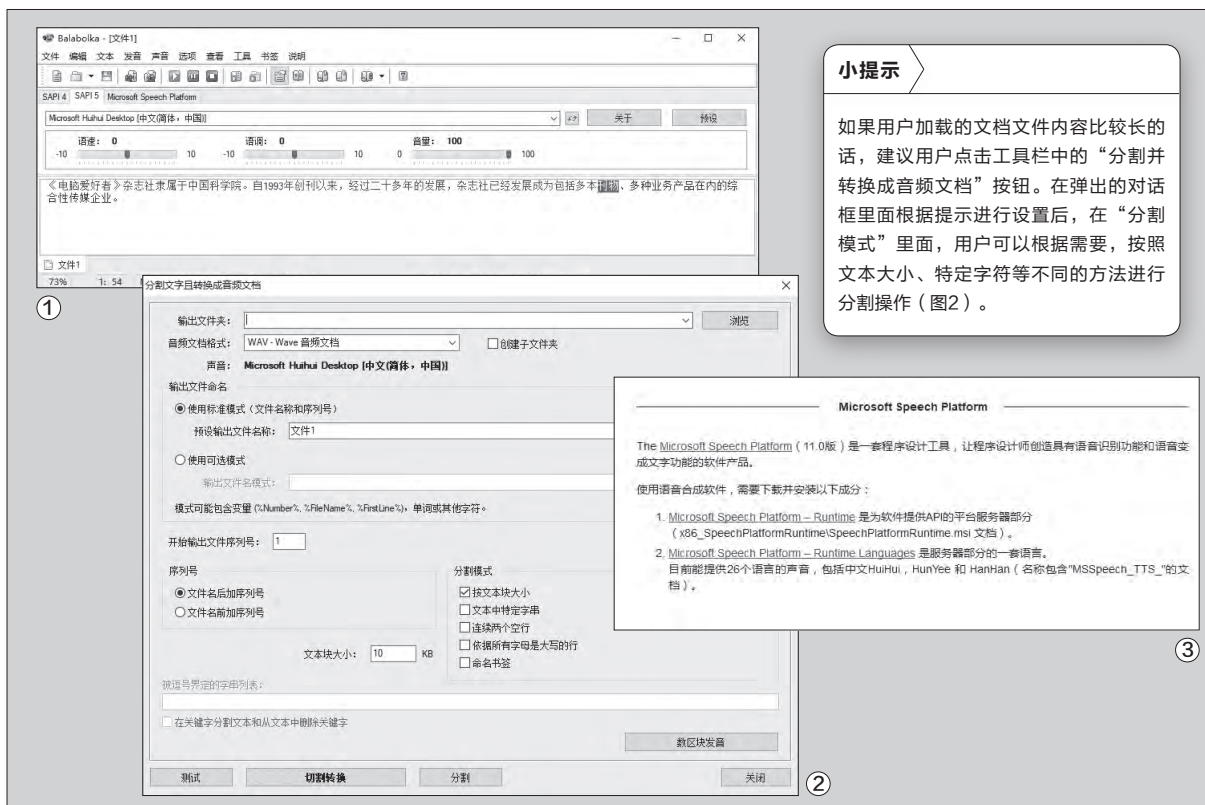 Balabolka - [文件1]
文件 编辑 文本 发音 声音 选项 查看 工具 书签 说明
SAPI 4 SAPI 5 Microsoft Speech Platform
Microsoft Huihui Desktop [中文(简体，中国)]
关于 预设
语速： 0 语调： 0 音量： 100
-10 10 -10 10 0 100
《电脑爱好者》杂志社隶属于中国科学院。自1993年创刊以来，经过二十多年的发展，杂志社已经发展成为包括多本刊物、多种业务产品在内的综
合性传媒企业。
文件1
73% 1: 54
①
小提示
如果用户加载的文档文件内容比较长的
话，建议用户点击工具栏中的“分割并
转换成音频文档”按钮。在弹出的对话
框里面根据提示进行设置后，在“分割
模式”里面，用户可以根据需要，按照
文本大小、特定字符等不同的方法进行
分割操作（图2）。
分割文字且转换成音频文档
输出文件夹： 浏览
音频文档格式： WAV - Wave 音频文档 创建子文件夹
声音： Microsoft Huihui Desktop [中文(简体，中国)]
输出文件命名
使用标准模式（文件名称和序列号）
预设输出文件名称： 文件1
使用可选模式
输出文件名模式：
模式可能包含变量 (%Number%, %FileName%, %FirstLine%)，单词或其他字符。
开始输出文件序列号： 1
序列号
文件名后加序列号
文件名前加序列号
文本块大小： 10 KB
分割模式
按文本块大小
文本中特定字串
连续两个空行
依据所有字母是大写的行
命名书签
被逗号界定的字串列表：
在关键字分割文本和从文本中删除关键字
数区块发音
测试 切割转换 分割 关闭
②
Microsoft Speech Platform
The Microsoft Speech Platform（11.0版）是一套程序设计工具，让程序设计师创造具有语音识别功能和语音变
成文字功能的软件产品。
使用语音合成软件，需要下载并安装以下成分：
1. Microsoft Speech Platform – Runtime 是为软件提供API的平台服务器部分
（x86_SpeechPlatformRuntime\SpeechPlatformRuntime.msi 文档）。
2. Microsoft Speech Platform – Runtime Languages 是服务器部分的一套语言。
目前能提供26个语言的声音，包括中文HuiHui，HunYee 和 HanHan（名称包含"MSSpeech_TTS_"的文
档）。
③